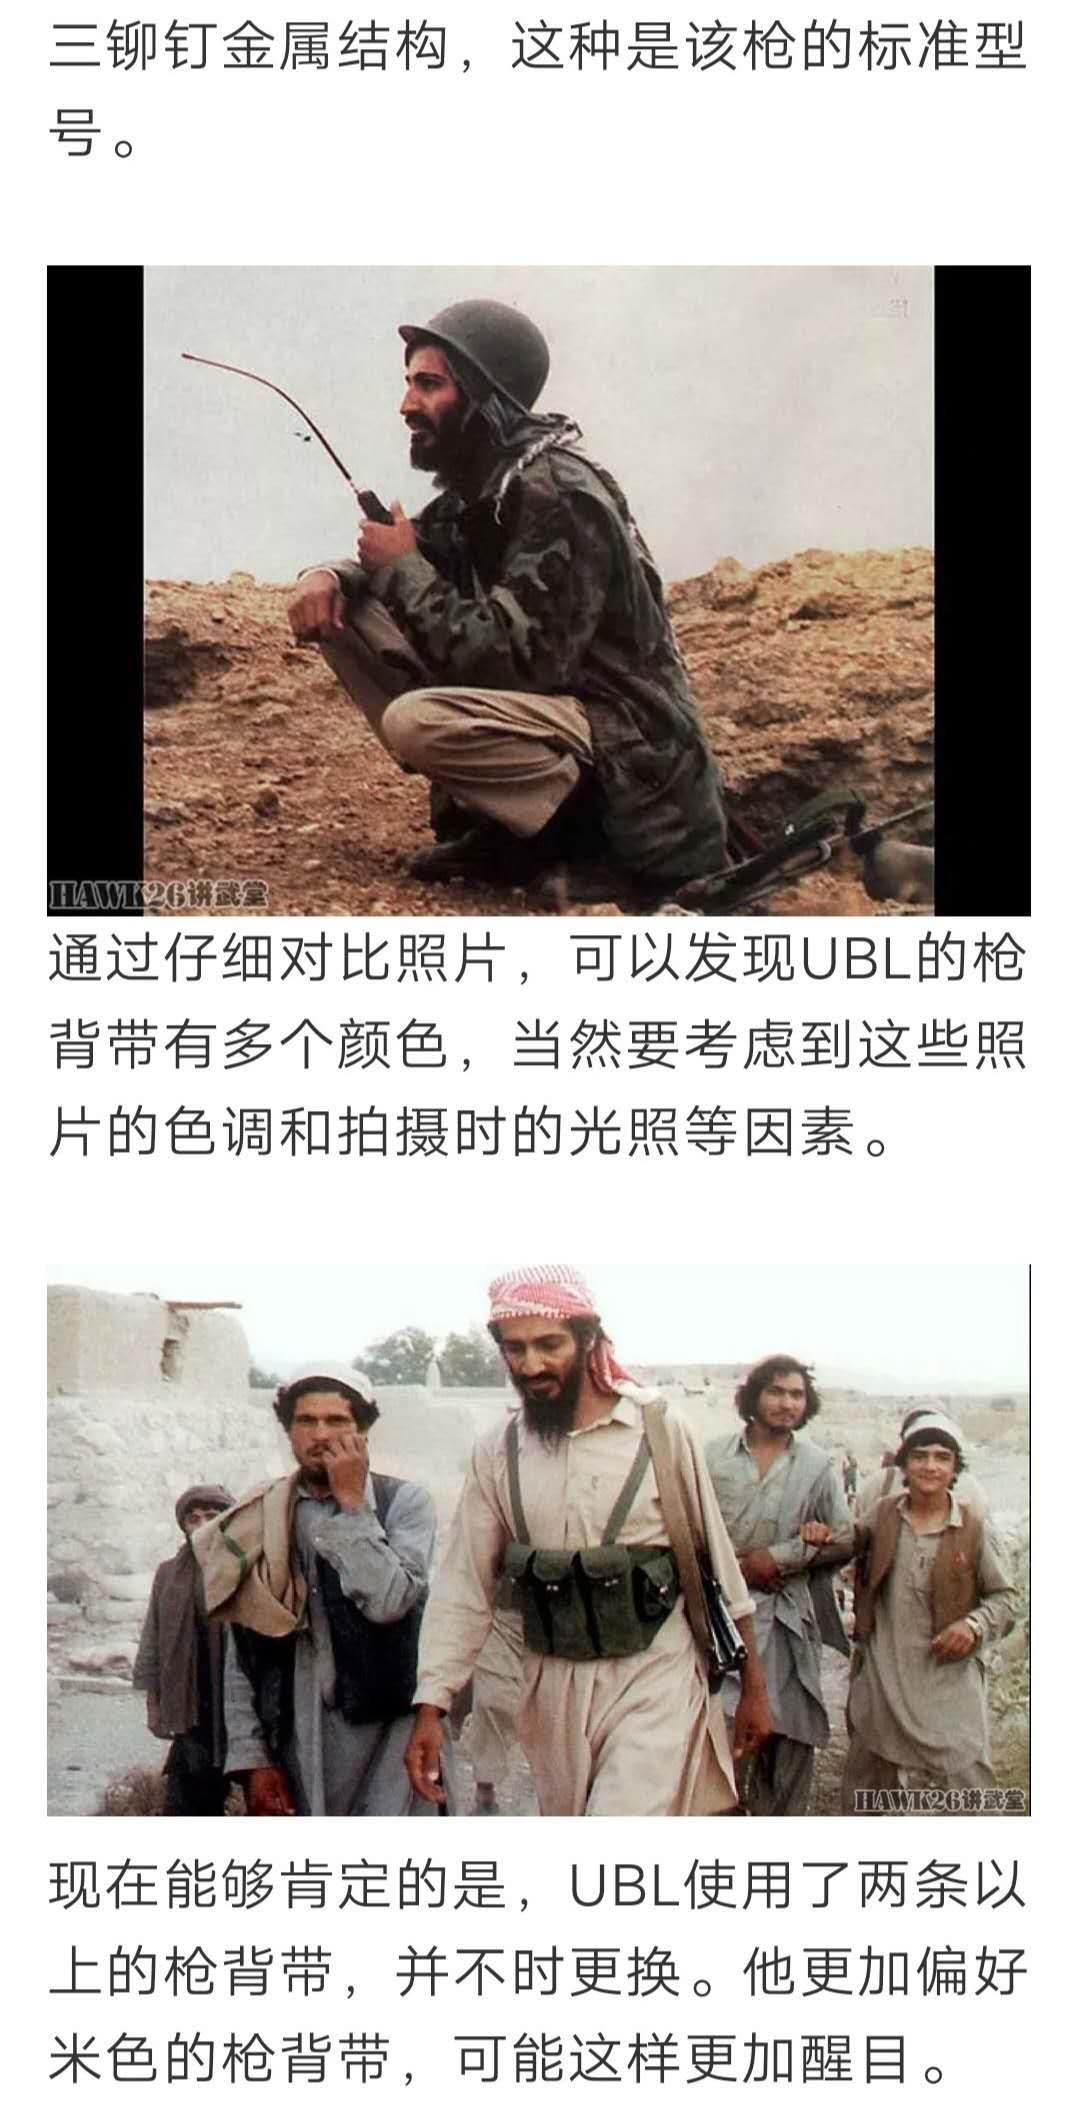 三铆钉金属结构，这种是该枪的标准型
号。
HAWK26讲武堂
通过仔细对比照片，可以发现UBL的枪
背带有多个颜色，当然要考虑到这些照
片的色调和拍摄时的光照等因素。
HAWK26讲武堂
现在能够肯定的是，UBL使用了两条以
上的枪背带，并不时更换。他更加偏好
米色的枪背带，可能这样更加醒目。